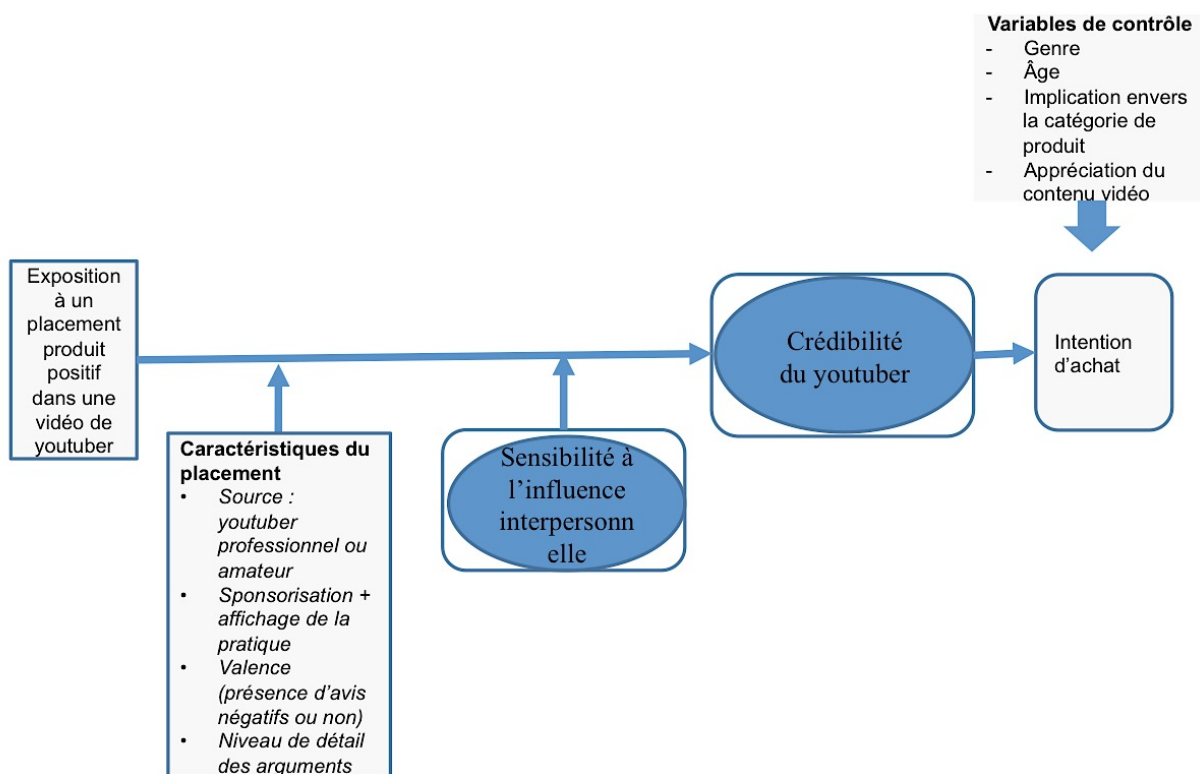 Variables de contrôle
- Genre
- Âge
- Implication envers
la catégorie de
produit
- Appréciation du
contenu vidéo
Exposition
à un
placement
produit
positif
dans une
vidéo de
youtuber
Caractéristiques du
placement
• Source :
youtuber
professionnel ou
amateur
• Sponsorisation +
affichage de la
pratique
• Valence
(présence d'avis
négatifs ou non)
• Niveau de détail
des arguments
Sensibilité à
l'influence
interpersonn
elle
Crédibilité
du youtuber
Intention
d'achat